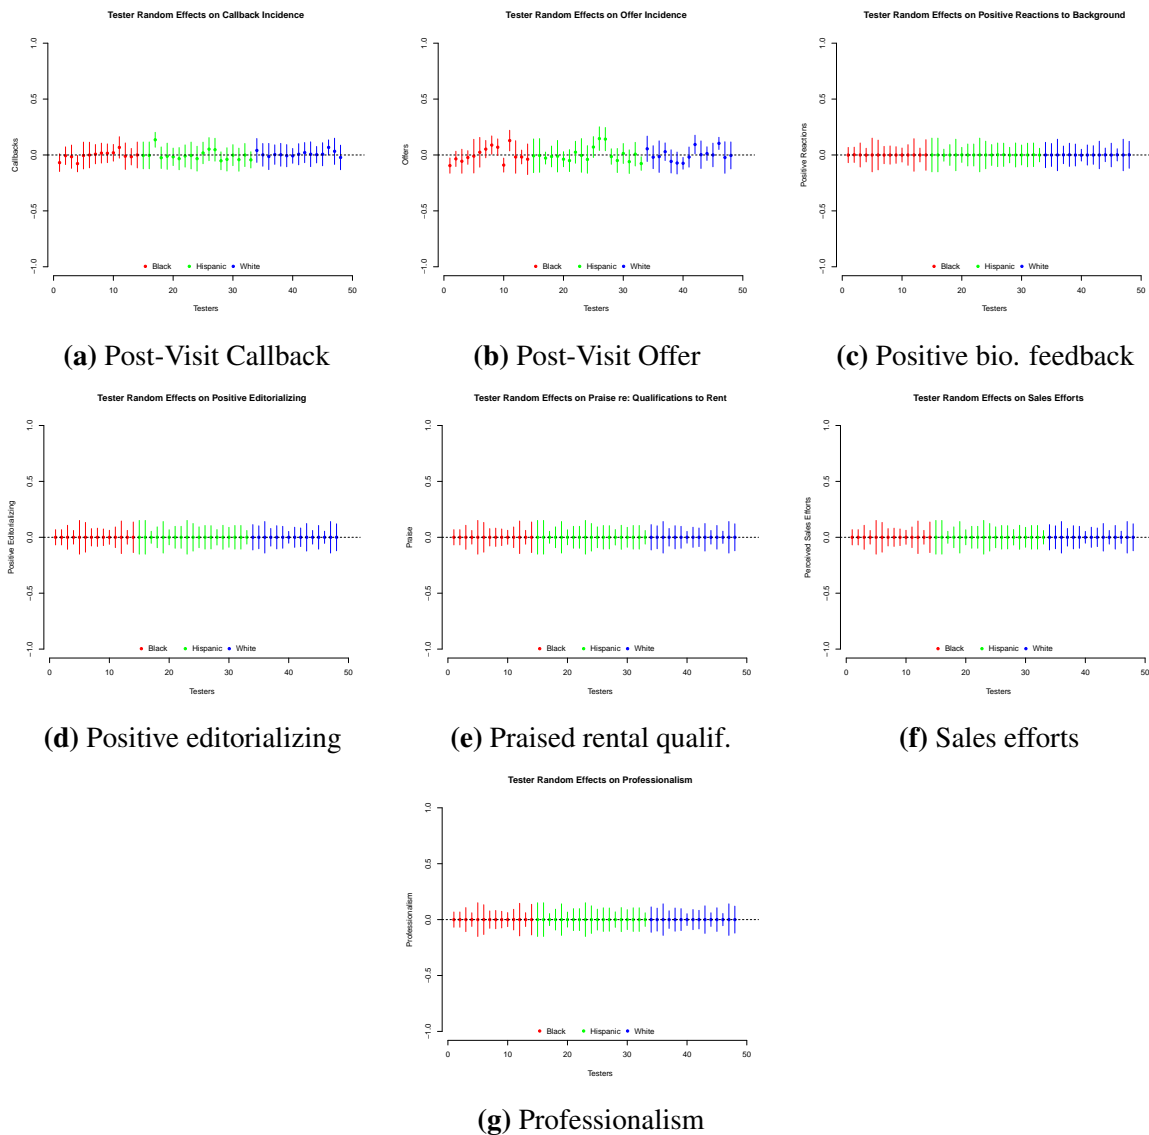 Tester Random Effects on Callback Incidence
Callbacks
1.0
0.5
0.0
−0.5
−1.0
Black Hispanic White
0 10 20 30 40 50
Testers
(a) Post-Visit Callback
Tester Random Effects on Offer Incidence
Offers
1.0
0.5
0.0
−0.5
−1.0
Black Hispanic White
0 10 20 30 40 50
Testers
(b) Post-Visit Offer
Tester Random Effects on Positive Reactions to Background
Positive Reactions
1.0
0.5
0.0
−0.5
−1.0
Black Hispanic White
0 10 20 30 40 50
Testers
(c) Positive bio. feedback
Tester Random Effects on Positive Editorializing
Positive Editorializing
1.0
0.5
0.0
−0.5
−1.0
Black Hispanic White
0 10 20 30 40 50
Testers
(d) Positive editorializing
Tester Random Effects on Praise re: Qualifications to Rent
Praise
1.0
0.5
0.0
−0.5
−1.0
Black Hispanic White
0 10 20 30 40 50
Testers
(e) Praised rental qualif.
Tester Random Effects on Sales Efforts
Perceived Sales Efforts
1.0
0.5
0.0
−0.5
−1.0
Black Hispanic White
0 10 20 30 40 50
Testers
(f) Sales efforts
Tester Random Effects on Professionalism
Professionalism
1.0
0.5
0.0
−0.5
−1.0
Black Hispanic White
0 10 20 30 40 50
Testers
(g) Professionalism